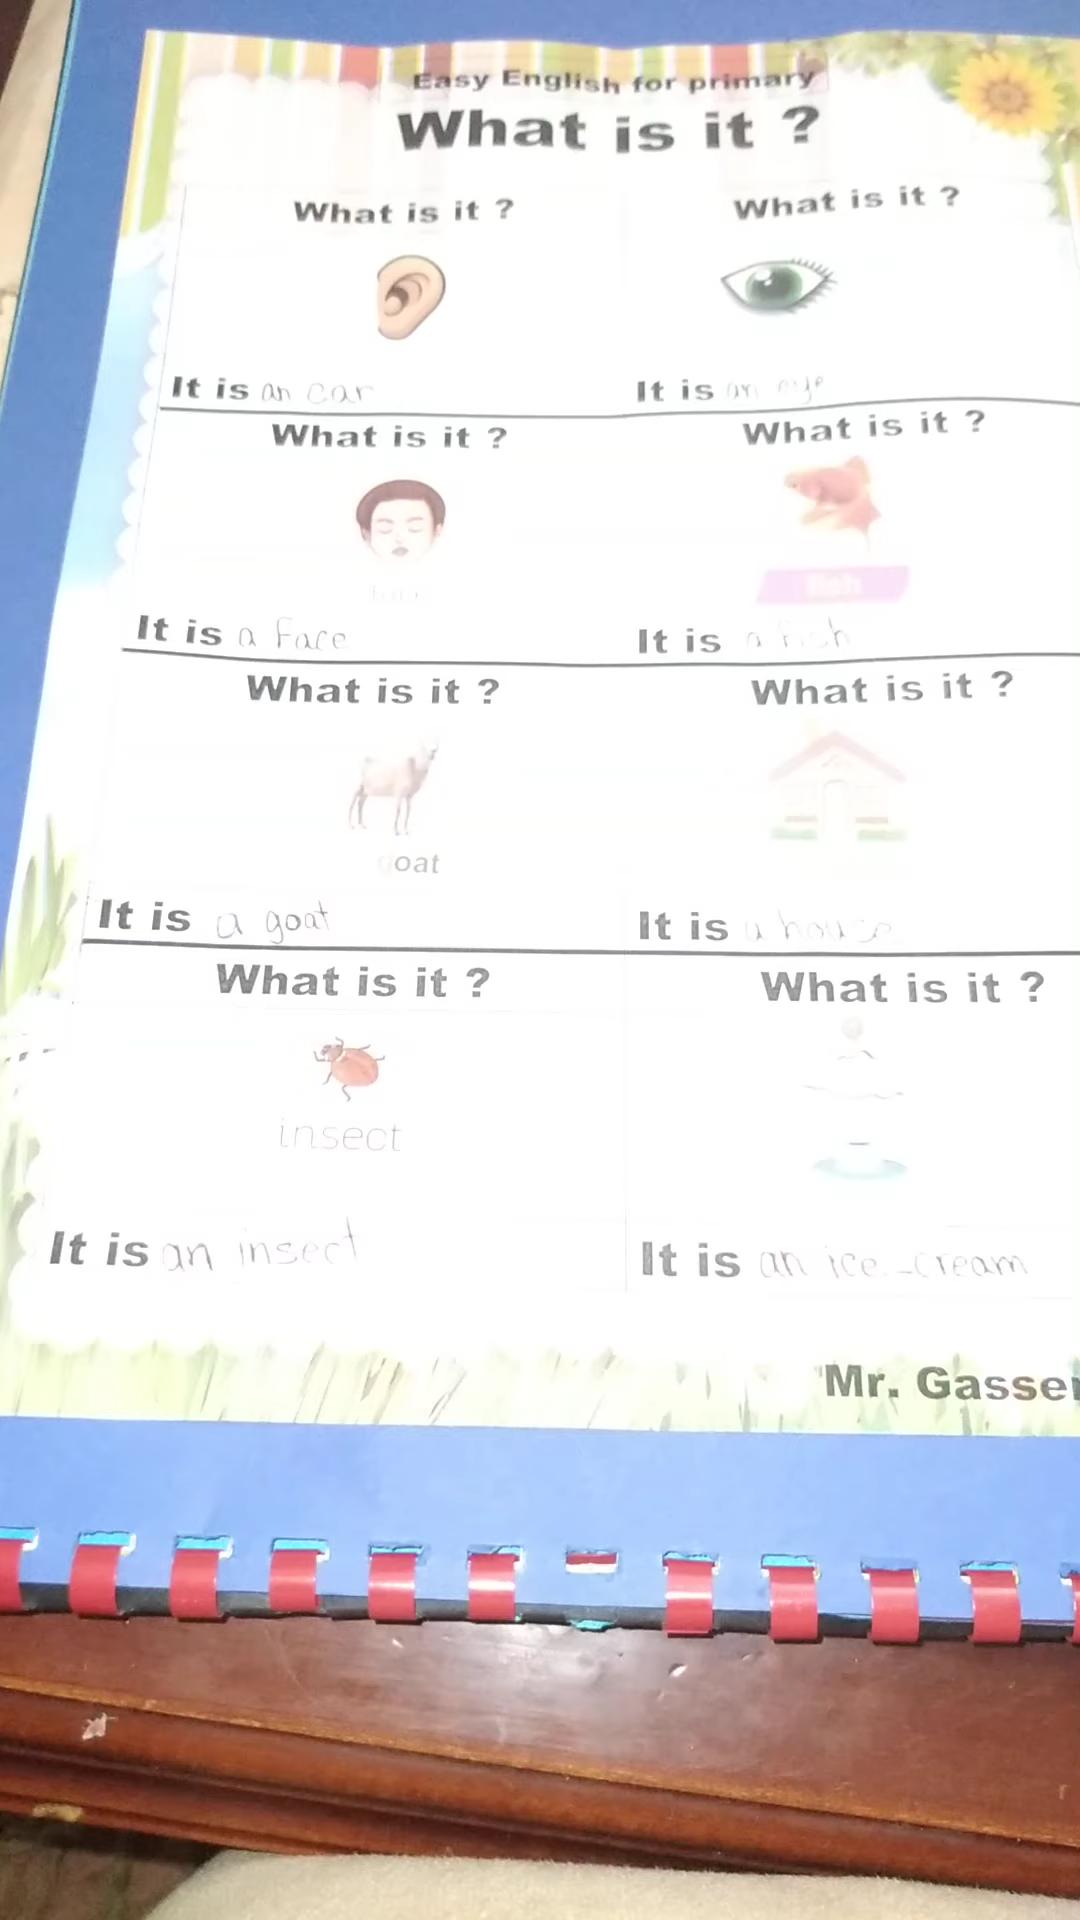 Easy English for primary
What is it ?
What is it ?
What is it ?
It is an ear
It is an eye
What is it ?
What is it ?
fish
It is a face
It is a fish
What is it ?
What is it ?
goat
It is a goat
It is a house
What is it ?
What is it ?
insect
It is an insect
It is an ice-cream
Mr. Gasser